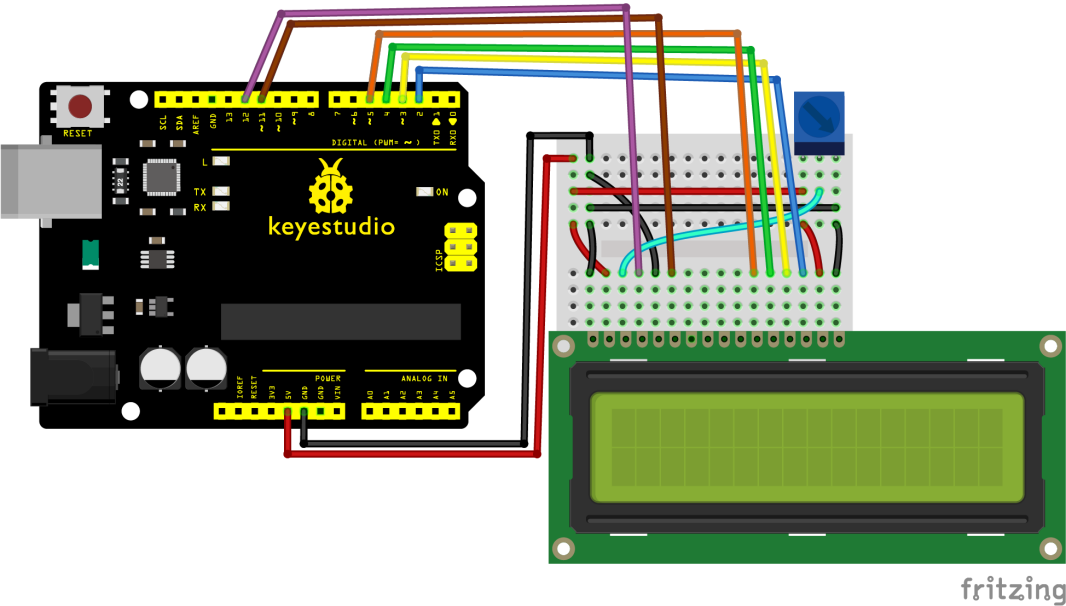 RESET
SCL
SDA
AREF
GND
13
12
~11
~10
~9
8
7
~6
~5
4
~3
2
TXD 1
RXD 0
DIGITAL (PWM= ~ )
L
TX
RX
ON
22
keyestudio
ICSP
POWER
ANALOG IN
IOREF
RESET
3V3
5V
GND
GND
VIN
A0
A1
A2
A3
A4
A5
fritzing